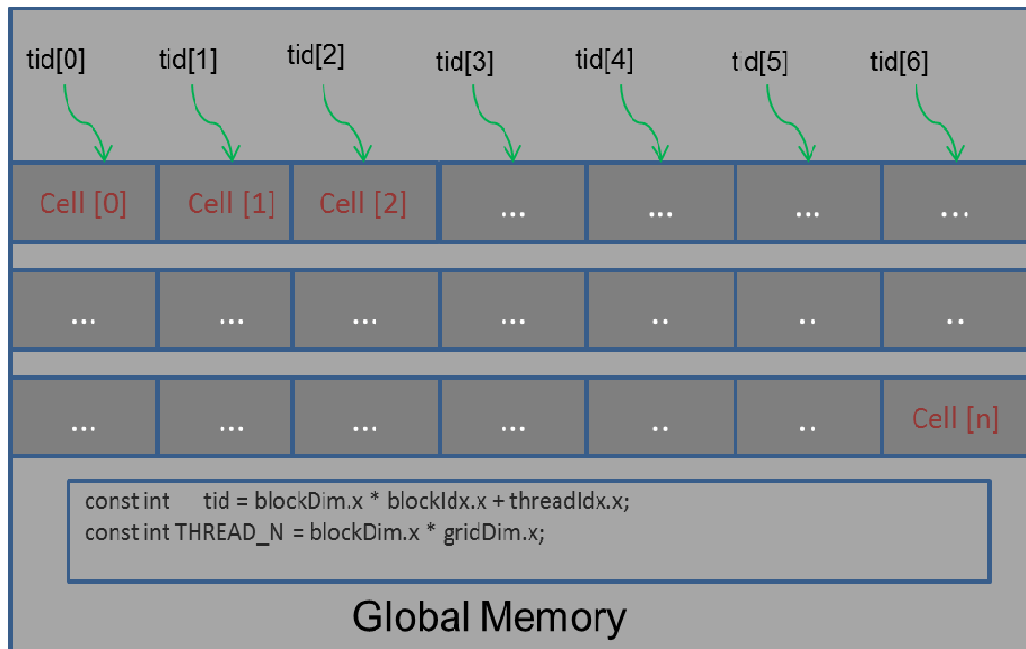 tid[0] tid[1] tid[2] tid[3] tid[4] tid[5] tid[6]
Cell [0] Cell [1] Cell [2] ... ... ... ...
... ... ... ... .. .. ..
... ... ... ... .. .. Cell [n]
const int tid = blockDim.x * blockIdx.x + threadIdx.x;
const int THREAD_N = blockDim.x * gridDim.x;
Global Memory